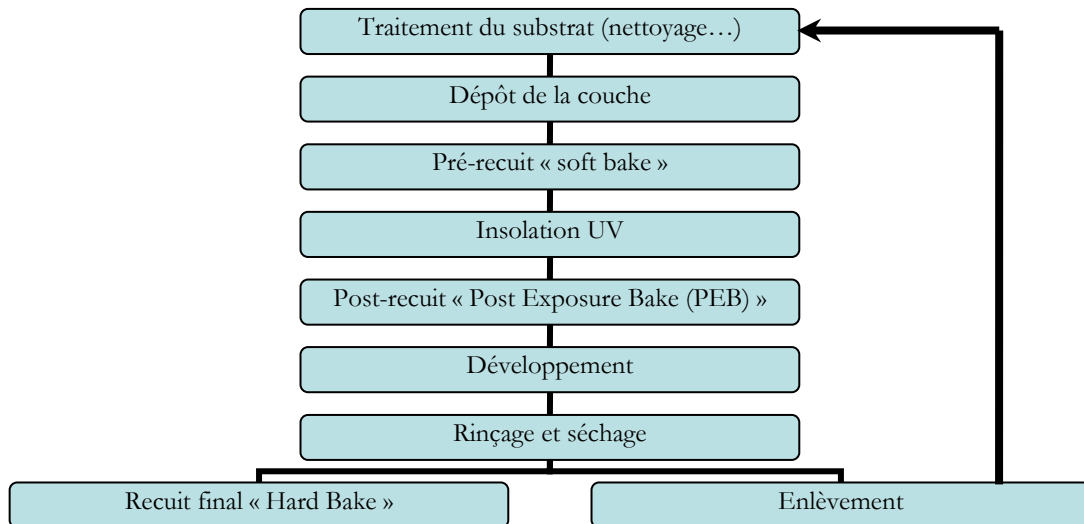 Traitement du substrat (nettoyage…)
Dépôt de la couche
Pré-recuit « soft bake »
Insolation UV
Post-recuit « Post Exposure Bake (PEB) »
Développement
Rinçage et séchage
Recuit final « Hard Bake »
Enlèvement